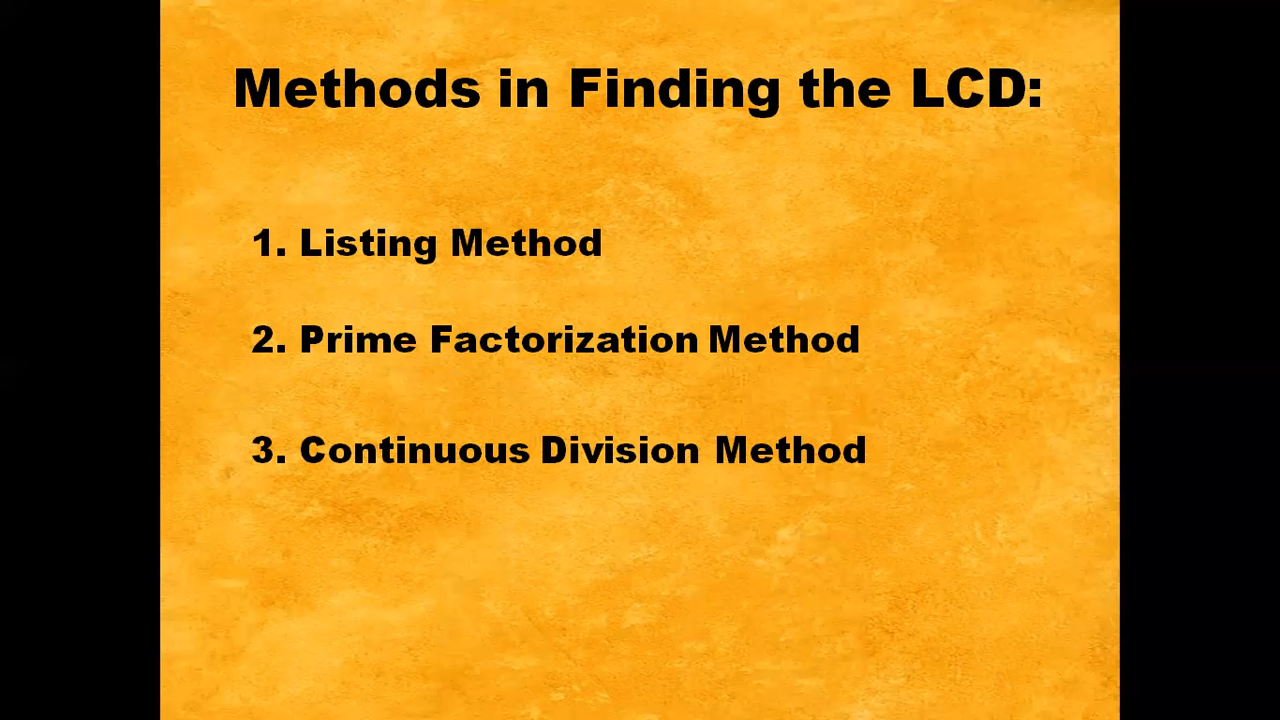 Methods in Finding the LCD:
1. Listing Method
2. Prime Factorization Method
3. Continuous Division Method